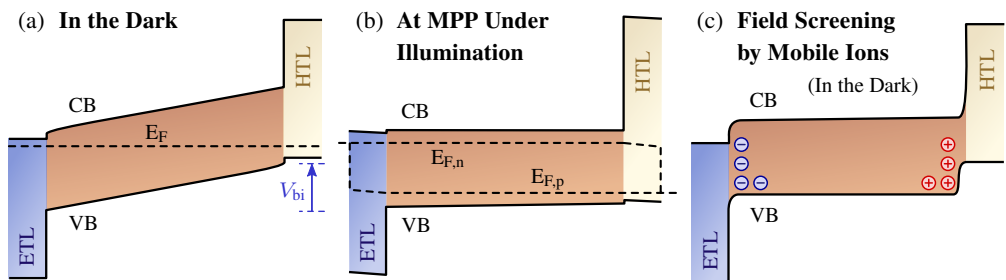 (a) In the Dark
CB
E_F
VB
V_bi
ETL
HTL
(b) At MPP Under
Illumination
CB
E_F,n
E_F,p
VB
ETL
HTL
(c) Field Screening
by Mobile Ions
(In the Dark)
CB
− + − + − − + +
VB
ETL
HTL